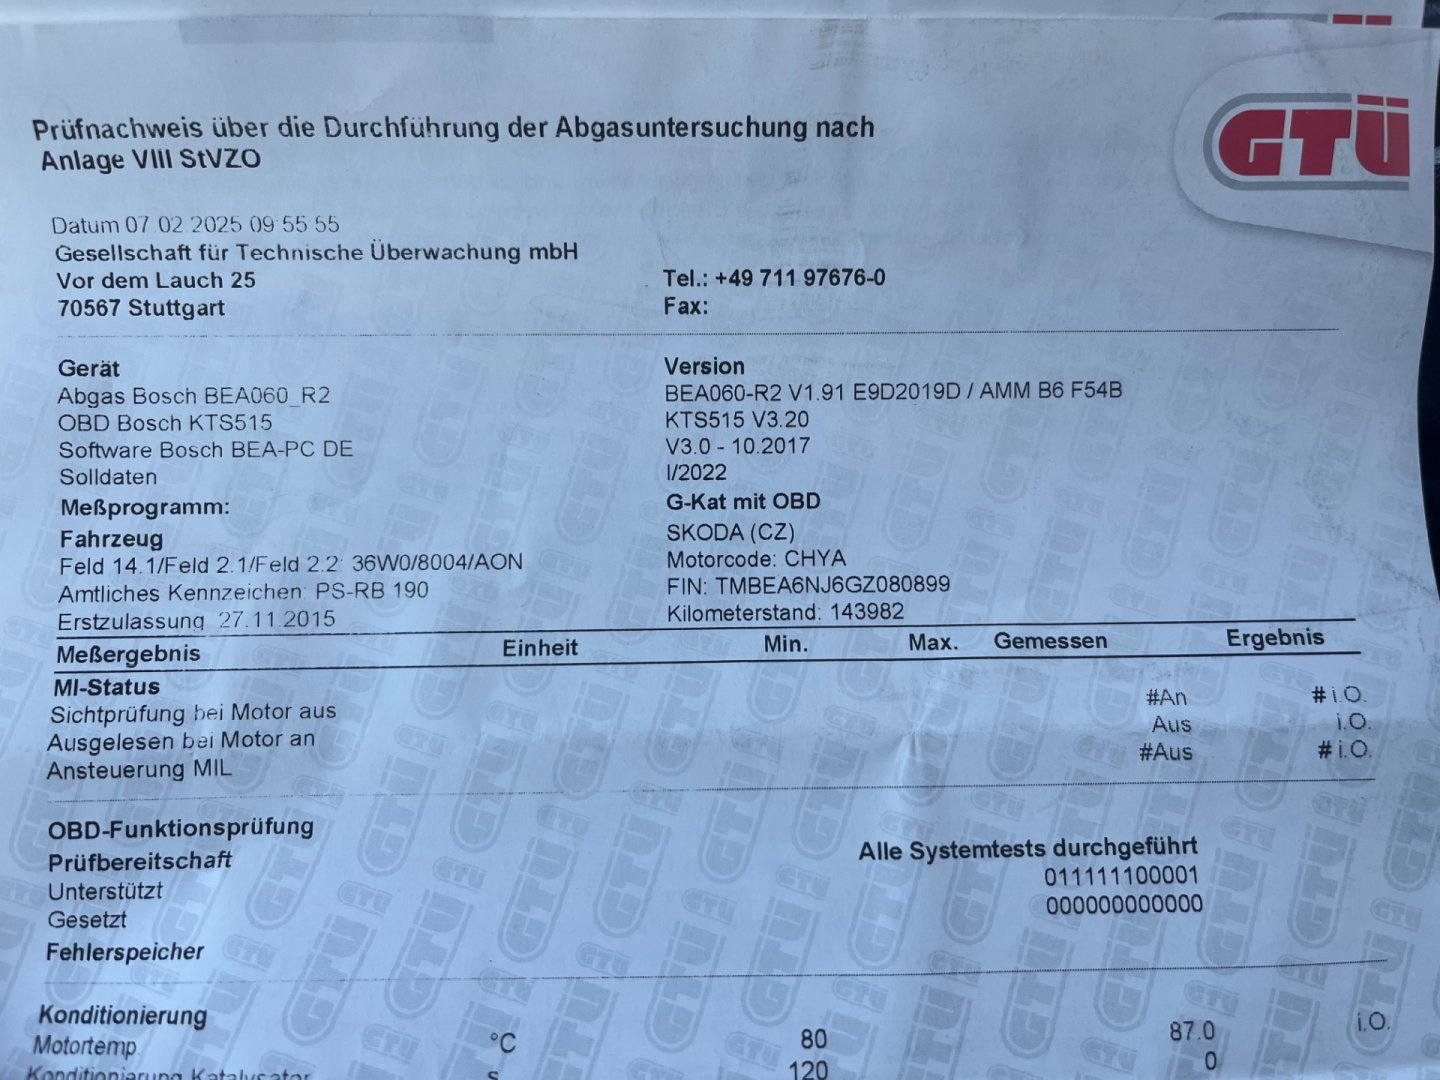 GTÜ
Prüfnachweis über die Durchführung der Abgasuntersuchung nach
Anlage VIII StVZO
Datum 07 02 2025 09:55 55
Gesellschaft für Technische Überwachung mbH
Vor dem Lauch 25 Tel.: +49 711 97676-0
70567 Stuttgart Fax:
Gerät Version
Abgas Bosch BEA060_R2 BEA060-R2 V1.91 E9D2019D / AMM B6 F54B
OBD Bosch KTS515 KTS515 V3.20
Software Bosch BEA-PC DE V3.0 - 10.2017
Solldaten I/2022
Meßprogramm: G-Kat mit OBD
Fahrzeug SKODA (CZ)
Feld 14.1/Feld 2.1/Feld 2.2: 36W0/8004/AON Motorcode: CHYA
Amtliches Kennzeichen: PS-RB 190 FIN: TMBEA6NJ6GZ080899
Erstzulassung 27.11.2015 Kilometerstand: 143982
Meßergebnis Einheit Min. Max. Gemessen Ergebnis
MI-Status
Sichtprüfung bei Motor aus #An # i.O.
Ausgelesen bei Motor an Aus i.O.
Ansteuerung MIL #Aus # i.O.
OBD-Funktionsprüfung
Prüfbereitschaft Alle Systemtests durchgeführt
Unterstützt 011111100001
Gesetzt 000000000000
Fehlerspeicher
Konditionierung
Motortemp. °C 80 87.0 i.O.
Konditionierung Katalysator s 120 0